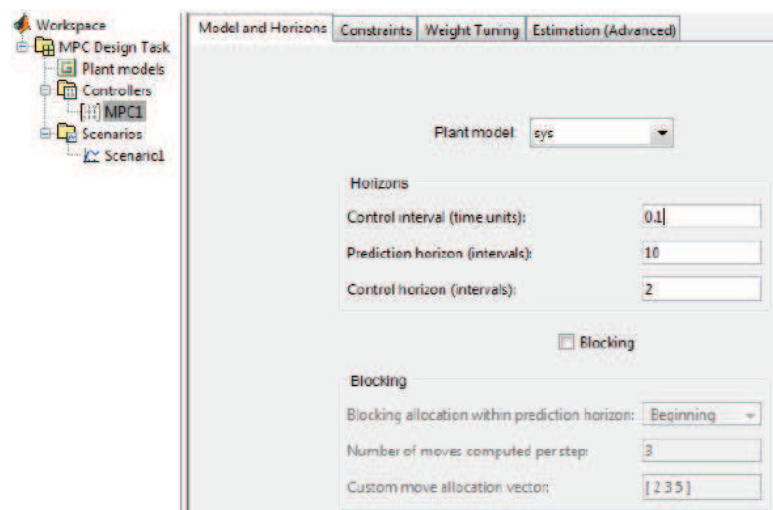 Workspace
MPC Design Task
Plant models
Controllers
MPC1
Scenarios
Scenario1
Model and Horizons
Constraints
Weight Tuning
Estimation (Advanced)
Plant model: sys
Horizons
Control interval (time units): 0.1
Prediction horizon (intervals): 10
Control horizon (intervals): 2
Blocking
Blocking
Blocking allocation within prediction horizon: Beginning
Number of moves computed per step: 3
Custom move allocation vector: [ 2 3 5 ]